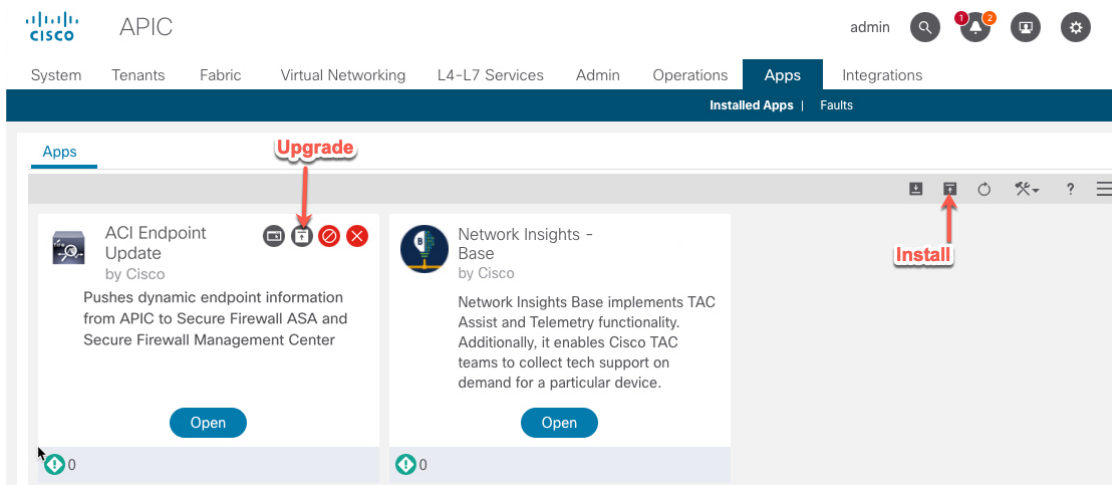 CISCO APIC admin 1 2
System Tenants Fabric Virtual Networking L4-L7 Services Admin Operations Apps Integrations
Installed Apps | Faults
Apps
Upgrade
?
Install
ACI Endpoint
Update
by Cisco
Pushes dynamic endpoint information
from APIC to Secure Firewall ASA and
Secure Firewall Management Center
Open
0
Network Insights -
Base
by Cisco
Network Insights Base implements TAC
Assist and Telemetry functionality.
Additionally, it enables Cisco TAC
teams to collect tech support on
demand for a particular device.
Open
0